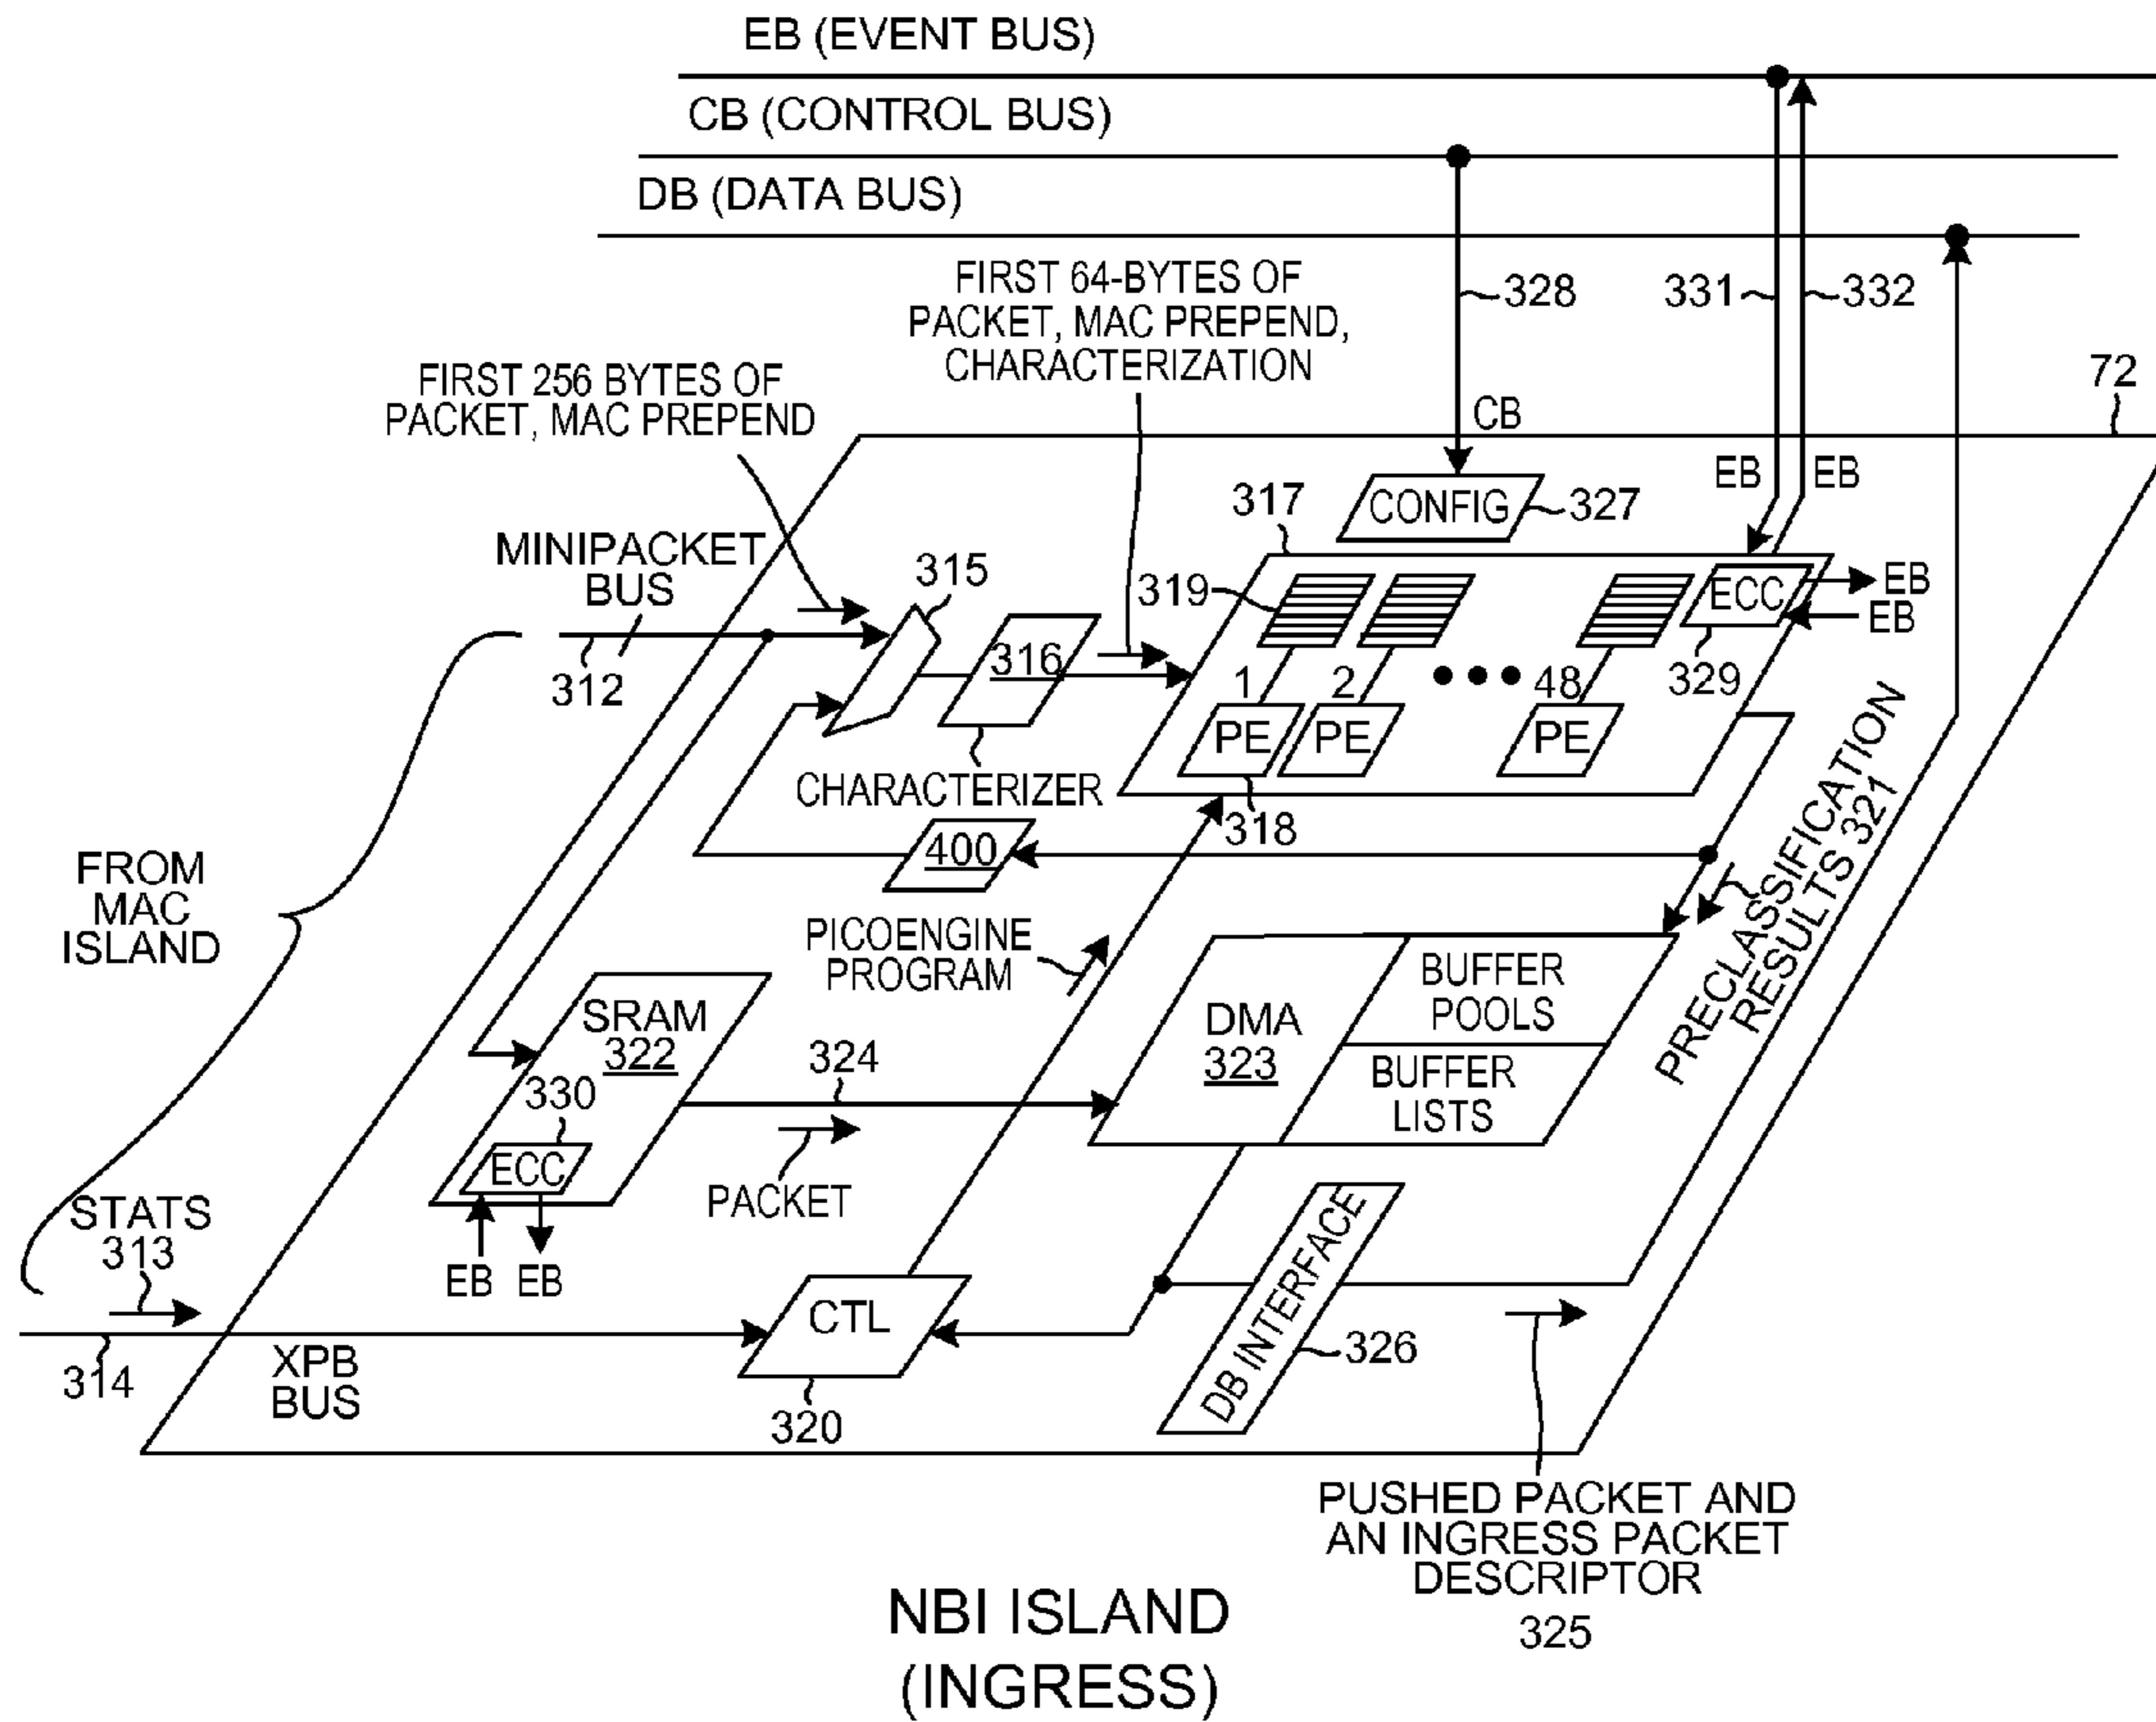 EB (EVENT BUS)
CB (CONTROL BUS)
DB (DATA BUS)
FIRST 64-BYTES OF
PACKET, MAC PREPEND,
CHARACTERIZATION
328
331
332
FIRST 256 BYTES OF
PACKET, MAC PREPEND
72
CB
EB
EB
CONFIG
327
317
MINIPACKET
BUS
312
315
316
CHARACTERIZER
319
1
2
48
PE
PE
PE
318
ECC
329
EB
EB
400
FROM
MAC
ISLAND
PICOENGINE
PROGRAM
PRECLASSIFICATION
RESULTS 321
SRAM
322
330
ECC
EB
EB
324
PACKET
DMA
323
BUFFER
POOLS
BUFFER
LISTS
STATS
313
314
XPB
BUS
CTL
320
DB INTERFACE
326
PUSHED PACKET AND
AN INGRESS PACKET
DESCRIPTOR
325
NBI ISLAND
(INGRESS)